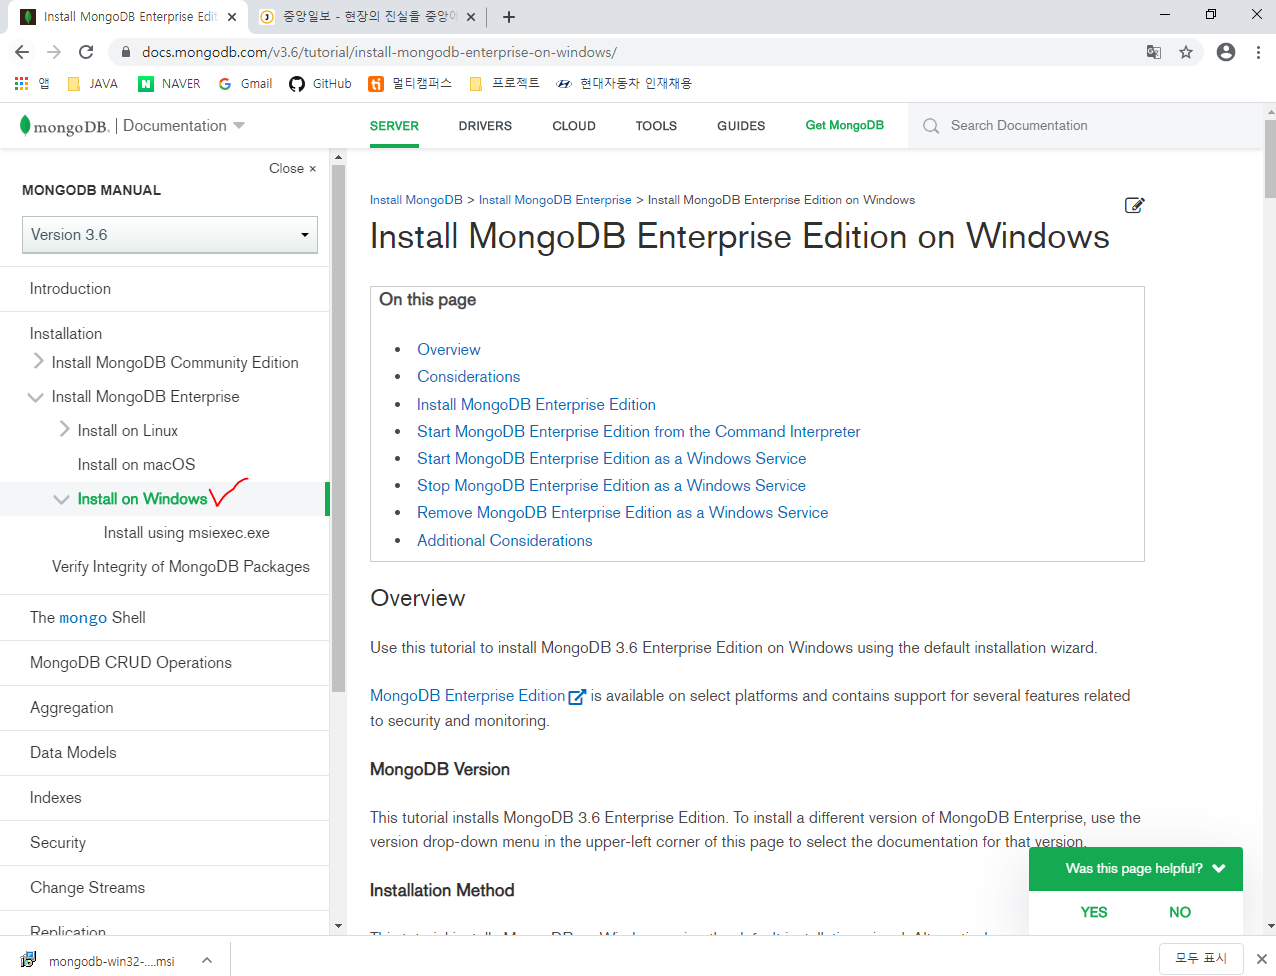 Install MongoDB Enterprise Edit
중앙일보 - 현장의 진실을 중앙에
docs.mongodb.com/v3.6/tutorial/install-mongodb-enterprise-on-windows/
앱 JAVA NAVER Gmail GitHub 멀티캠퍼스 프로젝트 현대자동차 인재채용
mongoDB. Documentation
SERVER DRIVERS CLOUD TOOLS GUIDES Get MongoDB Search Documentation
Close ×
MONGODB MANUAL
Version 3.6
Introduction
Installation
Install MongoDB Community Edition
Install MongoDB Enterprise
Install on Linux
Install on macOS
Install on Windows
Install using msiexec.exe
Verify Integrity of MongoDB Packages
The mongo Shell
MongoDB CRUD Operations
Aggregation
Data Models
Indexes
Security
Change Streams
Replication
Install MongoDB > Install MongoDB Enterprise > Install MongoDB Enterprise Edition on Windows
Install MongoDB Enterprise Edition on Windows
On this page
• Overview
• Considerations
• Install MongoDB Enterprise Edition
• Start MongoDB Enterprise Edition from the Command Interpreter
• Start MongoDB Enterprise Edition as a Windows Service
• Stop MongoDB Enterprise Edition as a Windows Service
• Remove MongoDB Enterprise Edition as a Windows Service
• Additional Considerations
Overview
Use this tutorial to install MongoDB 3.6 Enterprise Edition on Windows using the default installation wizard.
MongoDB Enterprise Edition is available on select platforms and contains support for several features related
to security and monitoring.
MongoDB Version
This tutorial installs MongoDB 3.6 Enterprise Edition. To install a different version of MongoDB Enterprise, use the
version drop-down menu in the upper-left corner of this page to select the documentation for that version.
Installation Method
Was this page helpful?
YES NO
mongodb-win32-....msi
모두 표시